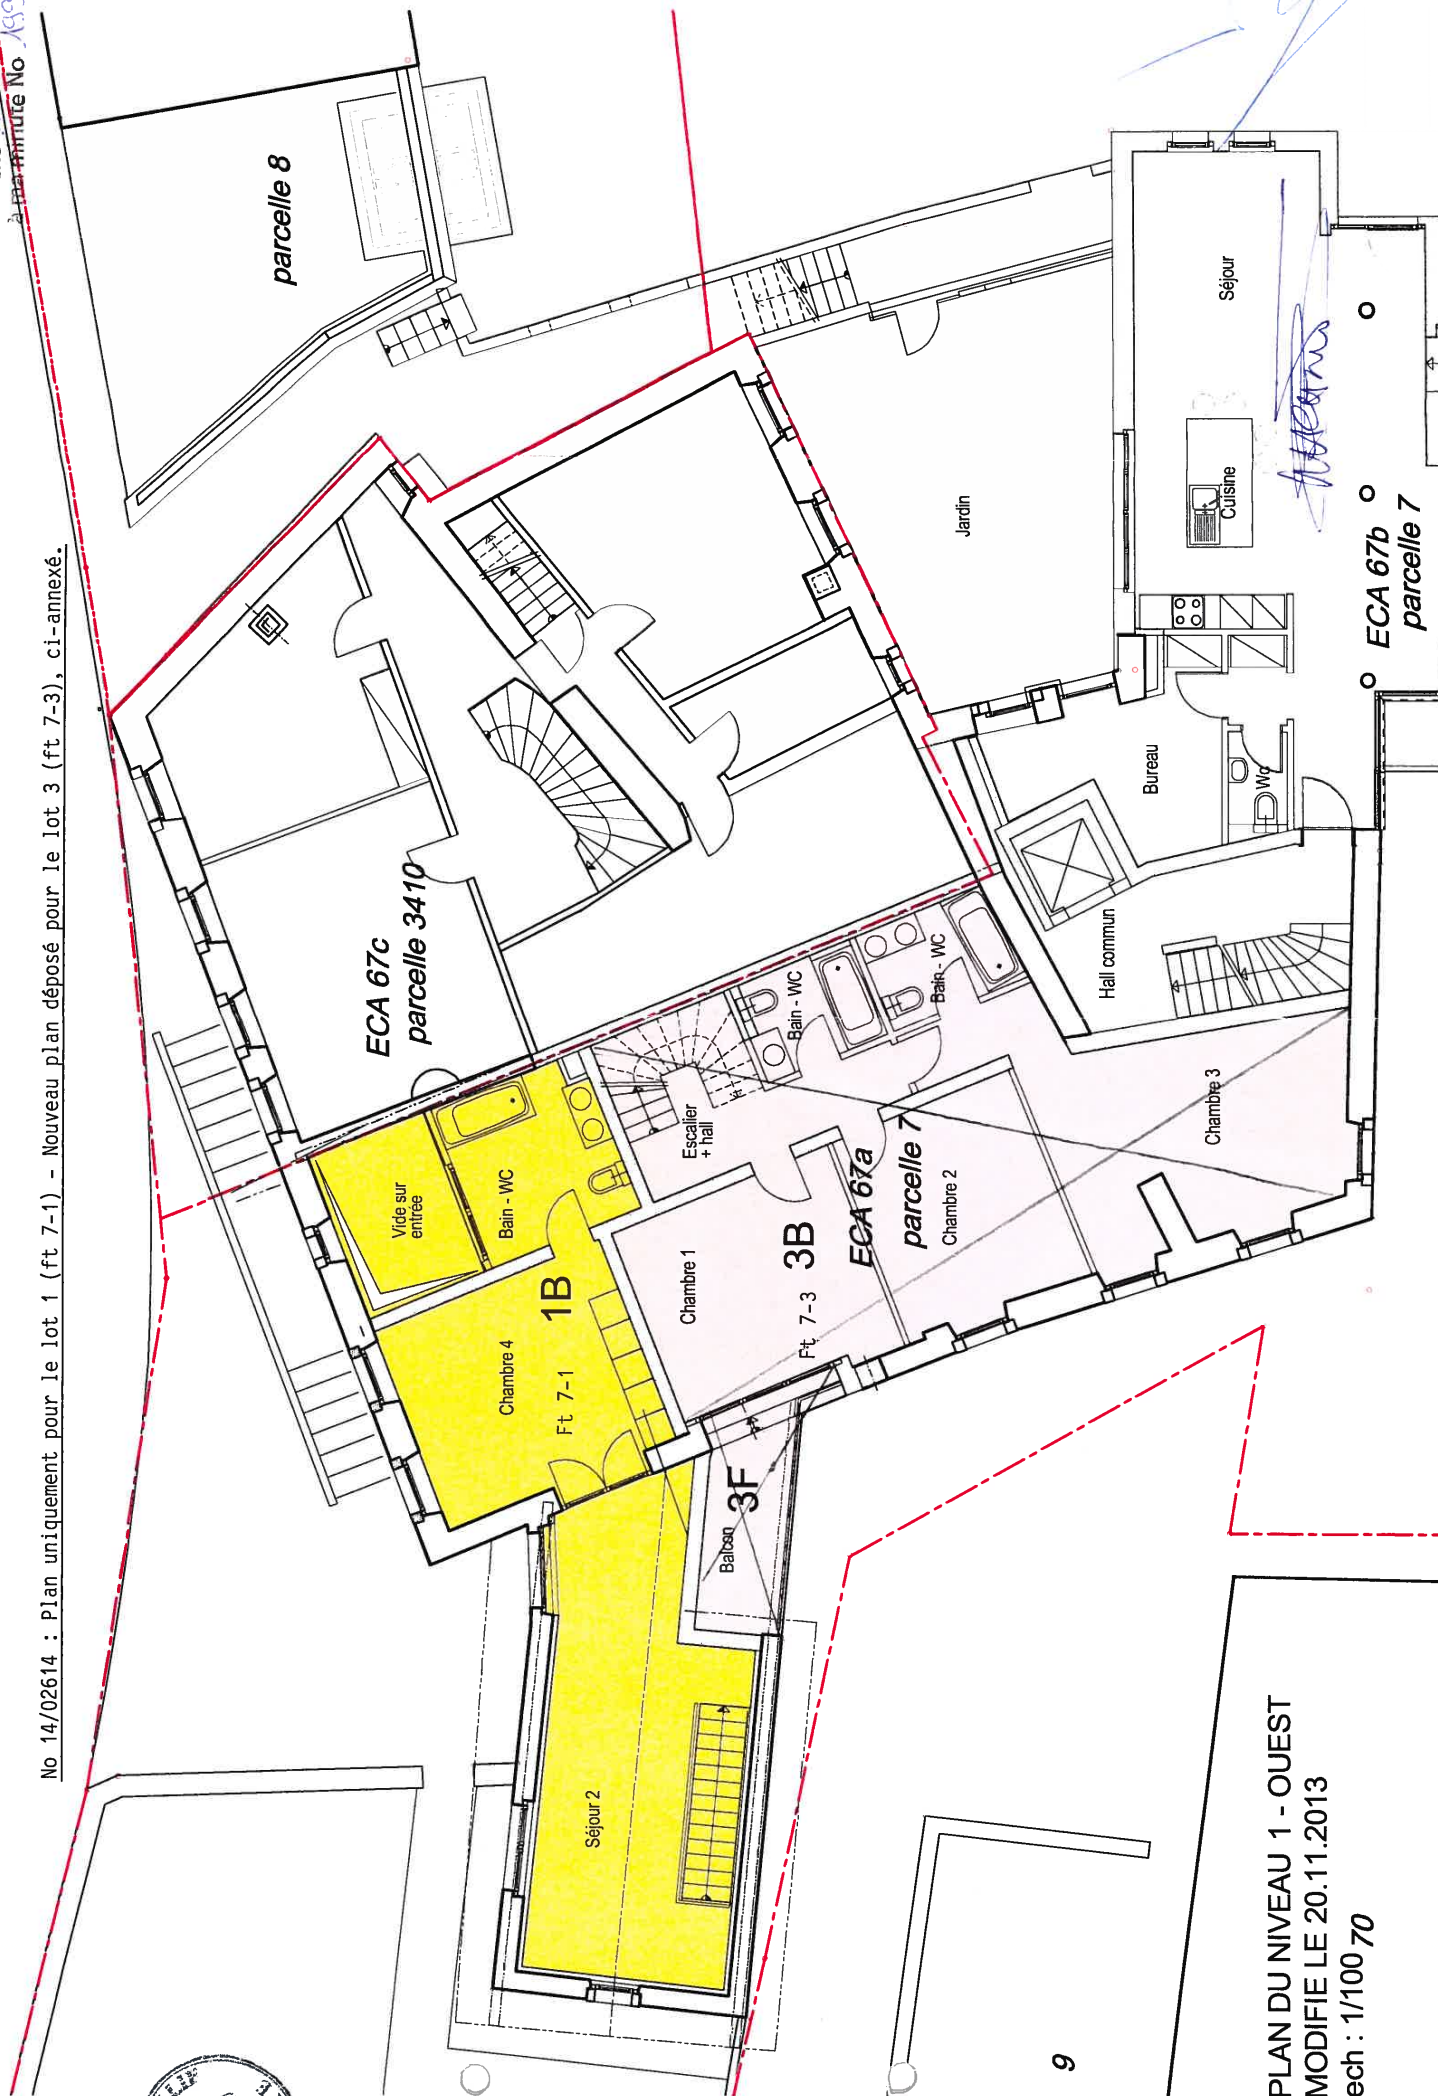 à ma minute No 199
No 14/02614 : Plan uniquement pour le lot 1 (ft 7-1) - Nouveau plan déposé pour le lot 3 (ft 7-3), ci-annexé.
parcelle 8
ECA 67c
parcelle 3410
Vide sur
entrée
Bain - WC
Chambre 4
1B
Ft 7-1
Séjour 2
Escalier
+ hall
Bain - WC
Bain - WC
Chambre 1
3B
Ft 7-3
ECA 67a
parcelle 7
Chambre 2
Chambre 3
Balcon
3F
Jardin
Séjour
Cuisine
Bureau
Wc
Hall commun
ECA 67b
parcelle 7
9
PLAN DU NIVEAU 1 - OUEST
MODIFIE LE 20.11.2013
ech : 1/100
70